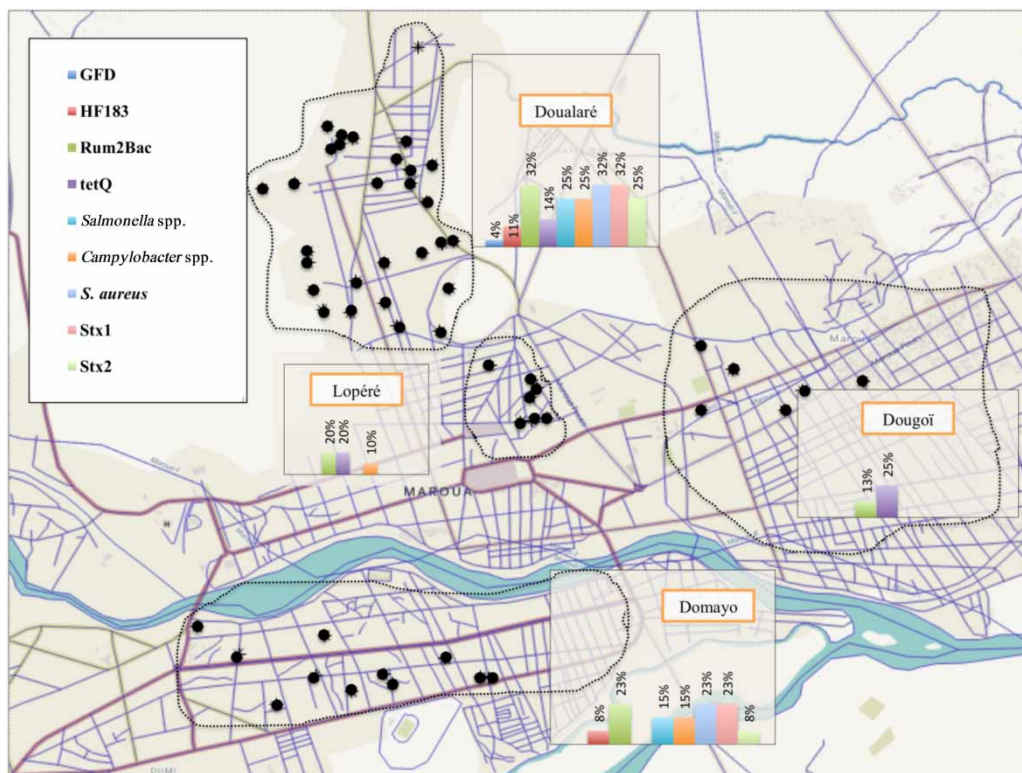 GFD
HF183
Rum2Bac
tetQ
Salmonella spp.
Campylobacter spp.
S. aureus
Stx1
Stx2
Doualaré
4%
11%
32%
14%
25%
25%
32%
32%
25%
Lopéré
20%
20%
10%
Dougoï
13%
25%
MAROUA
Domayo
8%
23%
15%
15%
23%
23%
8%